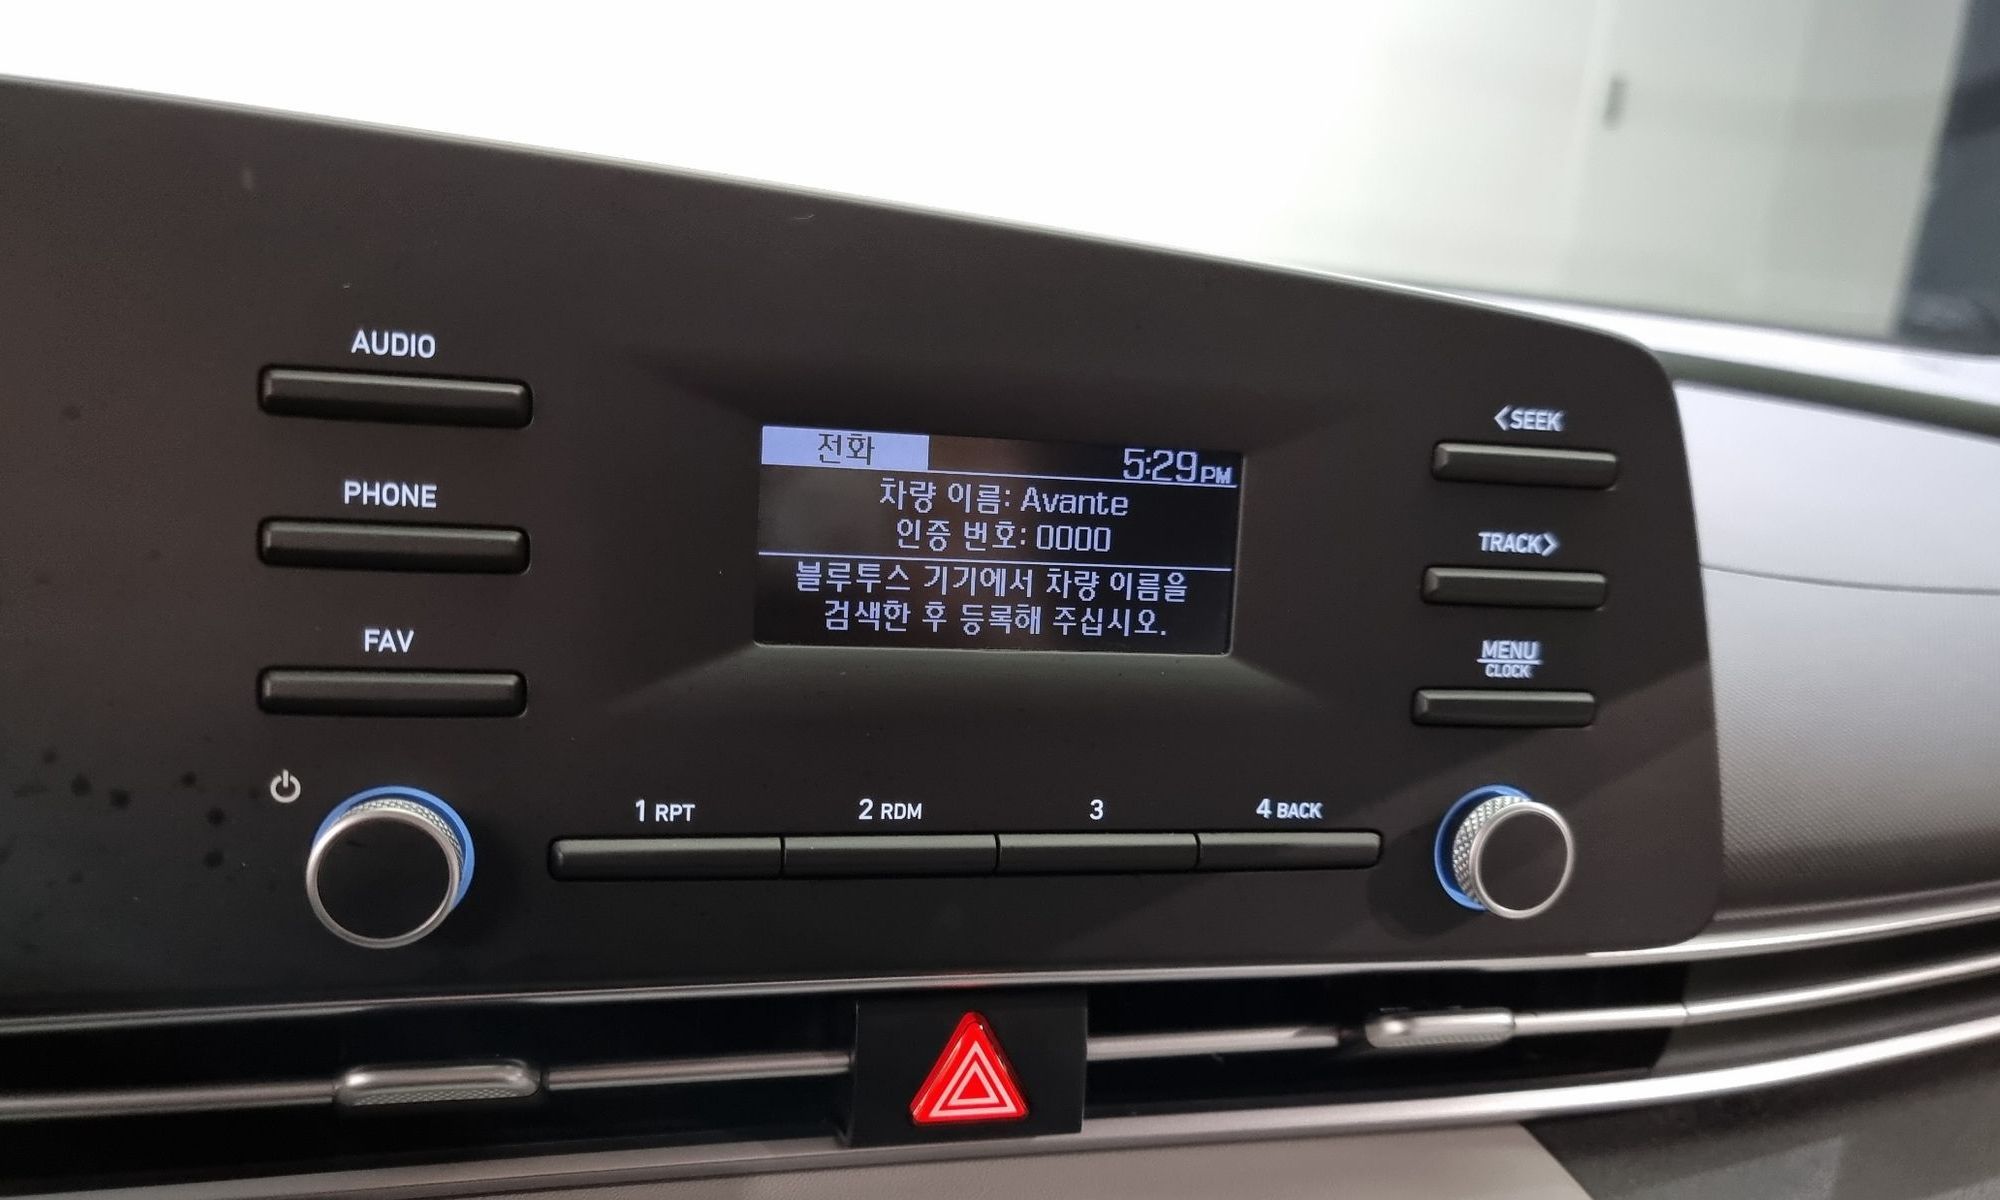 AUDIO
PHONE
FAV
전화
5:29 PM
차량 이름: Avante
인증 번호: 0000
블루투스 기기에서 차량 이름을
검색한 후 등록해 주십시오.
<SEEK
TRACK>
MENU
CLOCK
1 RPT
2 RDM
3
4 BACK